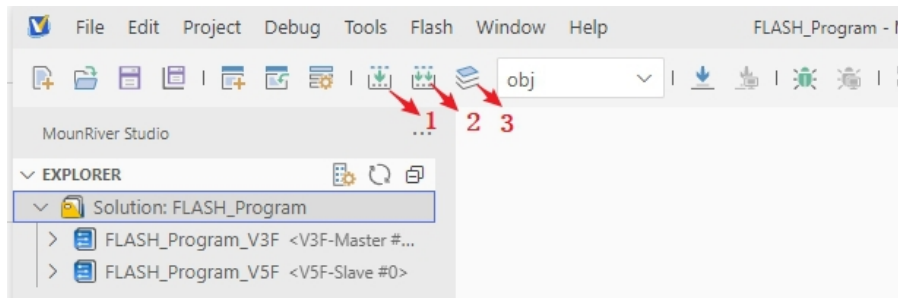 File Edit Project Debug Tools Flash Window Help FLASH_Program -
obj
1 2 3
MounRiver Studio ...
EXPLORER
Solution: FLASH_Program
FLASH_Program_V3F <V3F-Master #...
FLASH_Program_V5F <V5F-Slave #0>